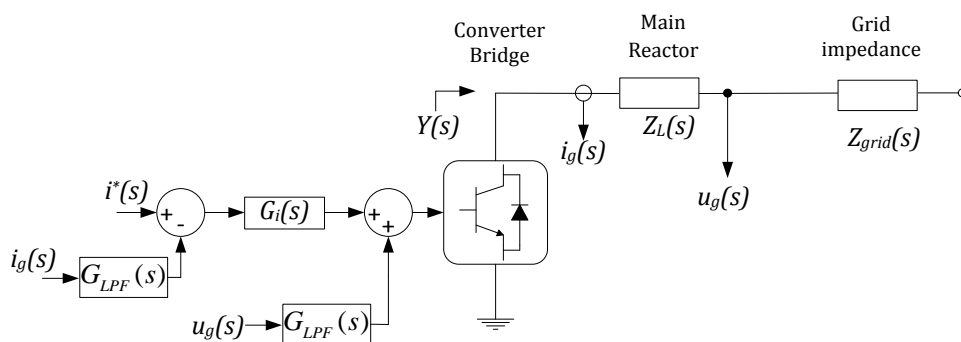 Converter
Bridge
Main
Reactor
Grid
impedance
Y(s)
Z_L(s)
i_g(s)
Z_grid(s)
u_g(s)
i*(s)
+
-
G_i(s)
+
+
i_g(s)
G_LPF(s)
u_g(s)
G_LPF(s)